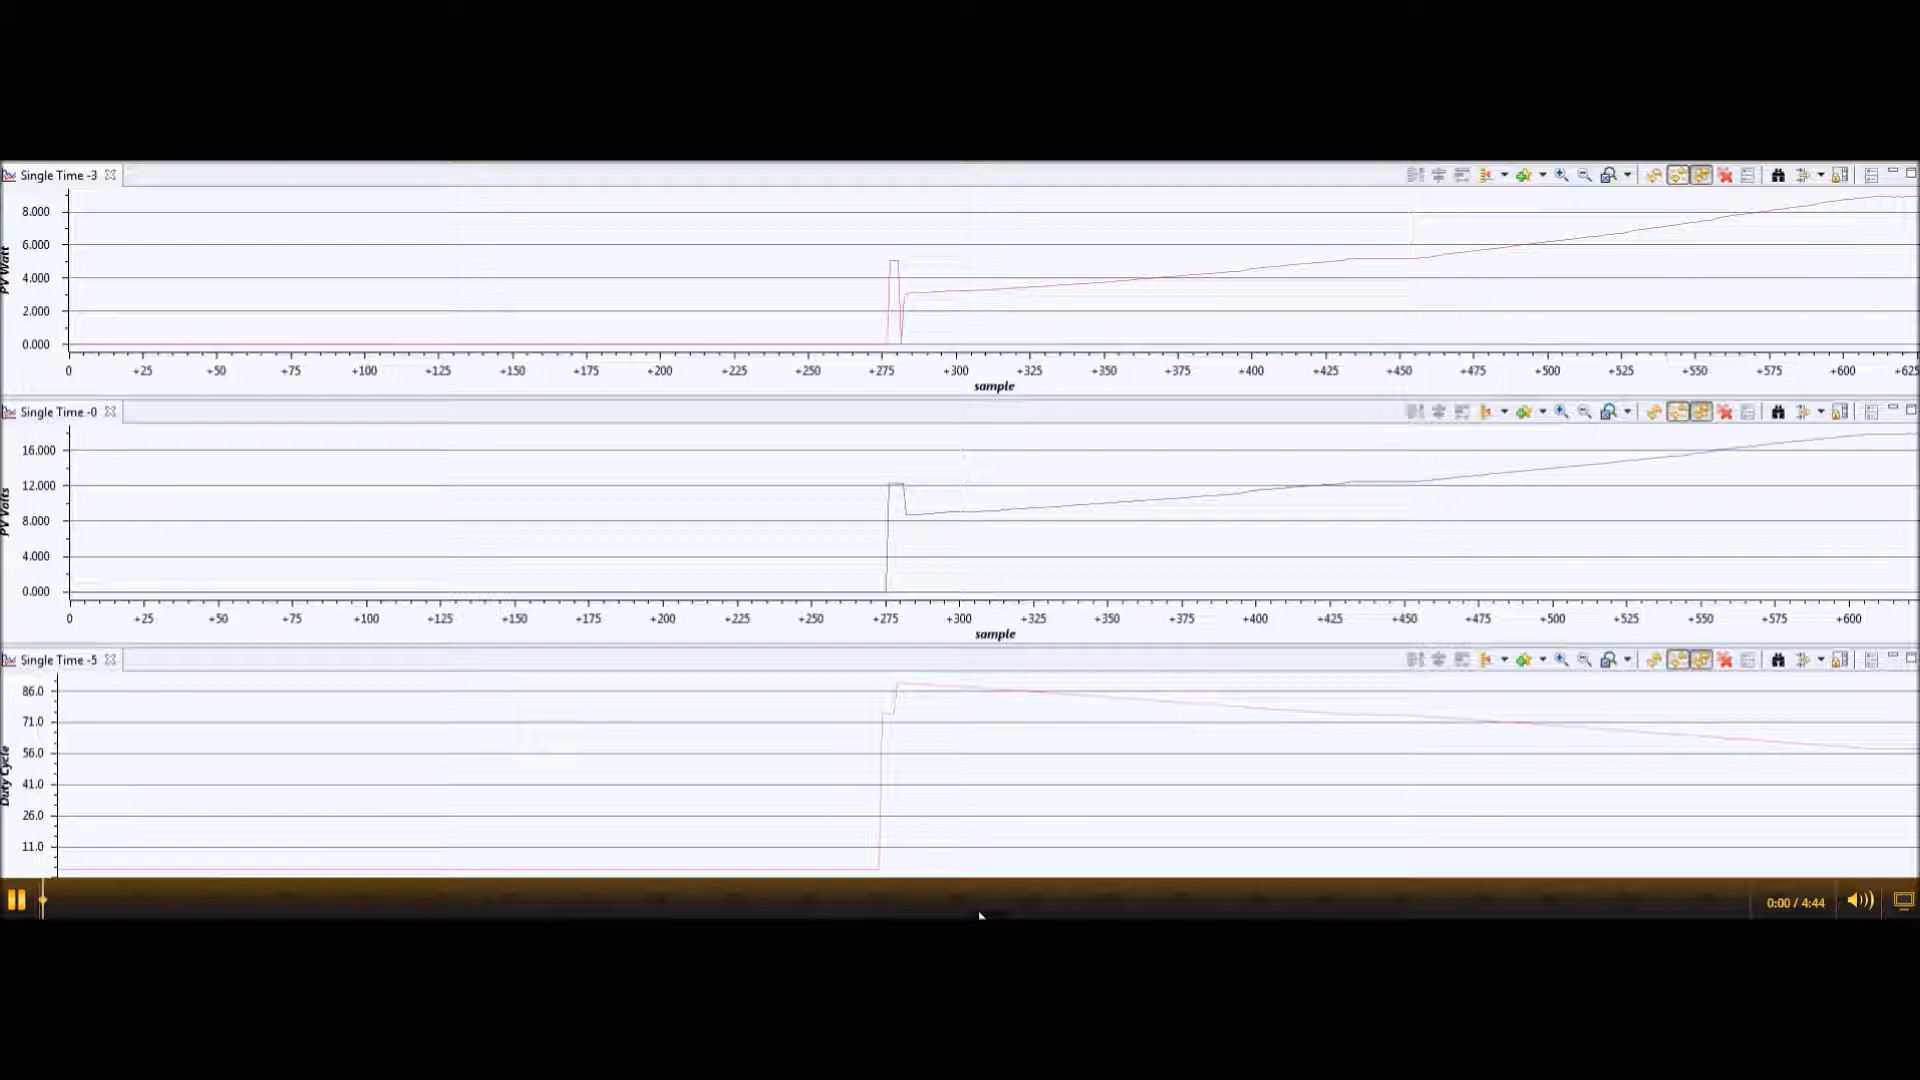 Single Time -3
PV Watt
8.000
6.000
4.000
2.000
0.000
0 +25 +50 +75 +100 +125 +150 +175 +200 +225 +250 +275 +300 +325 +350 +375 +400 +425 +450 +475 +500 +525 +550 +575 +600 +625
sample
Single Time -0
PV Volts
16.000
12.000
8.000
4.000
0.000
0 +25 +50 +75 +100 +125 +150 +175 +200 +225 +250 +275 +300 +325 +350 +375 +400 +425 +450 +475 +500 +525 +550 +575 +600
sample
Single Time -5
Duty Cycle
86.0
71.0
56.0
41.0
26.0
11.0
0:00 / 4:44